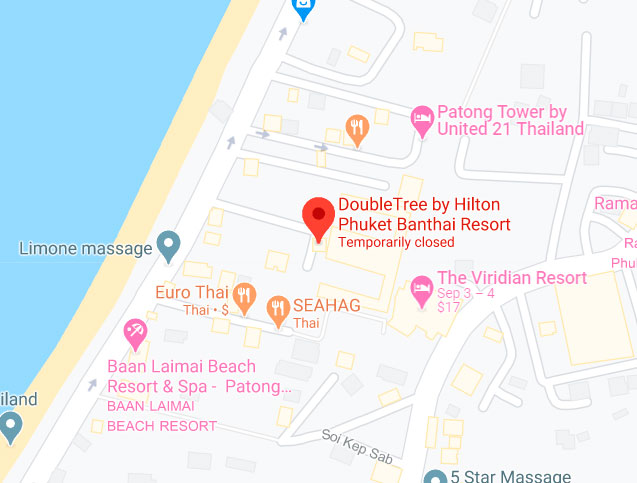 Patong Tower by
United 21 Thailand
DoubleTree by Hilton
Phuket Banthai Resort
Temporarily closed
Rama
Ra
Phu
Limone massage
The Viridian Resort
Sep 3 – 4
$17
Euro Thai
Thai • $
SEAHAG
Thai
Baan Laimai Beach
Resort & Spa - Patong...
BAAN LAIMAI
BEACH RESORT
iland
Soi Kep Sab
5 Star Massage